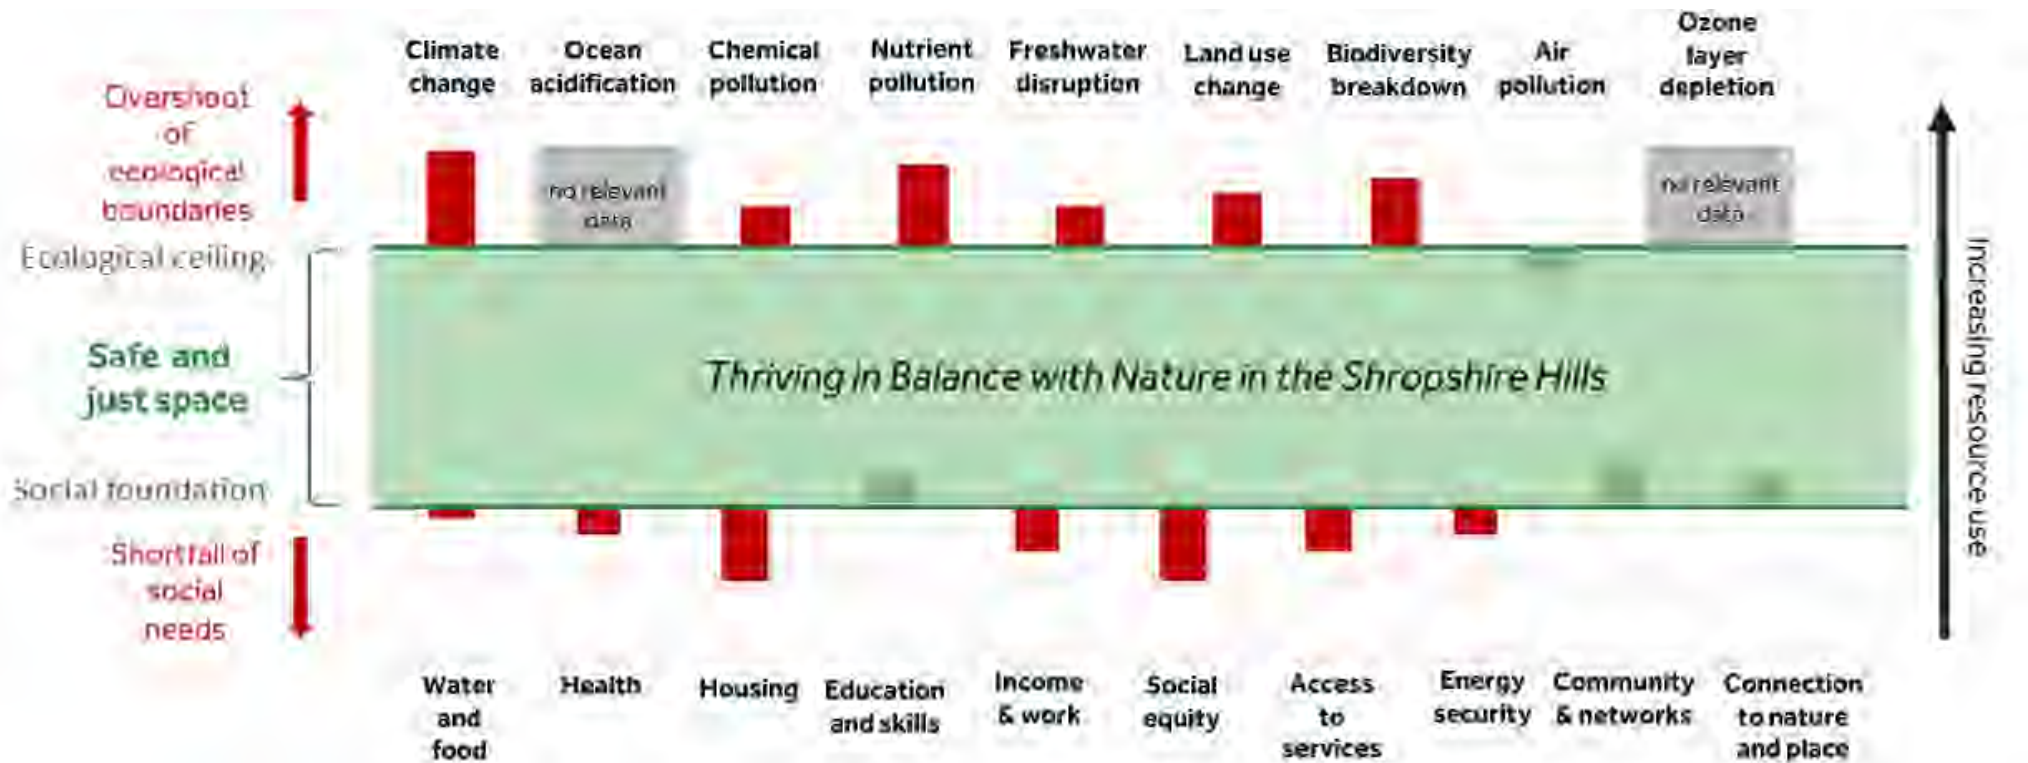 Climate
change
Ocean
acidification
Chemical
pollution
Nutrient
pollution
Freshwater
disruption
Land use
change
Biodiversity
breakdown
Air
pollution
Ozone
layer
depletion
Overshoot
of
ecological
boundaries
no relevant
data
no relevant
data
Ecological ceiling
Safe and
just space
Thriving in Balance with Nature in the Shropshire Hills
Increasing resource use
Social foundation
Shortfall of
social
needs
Water
and
food
Health
Housing
Education
and skills
Income
& work
Social
equity
Access
to
services
Energy
security
Community
& networks
Connection
to nature
and place